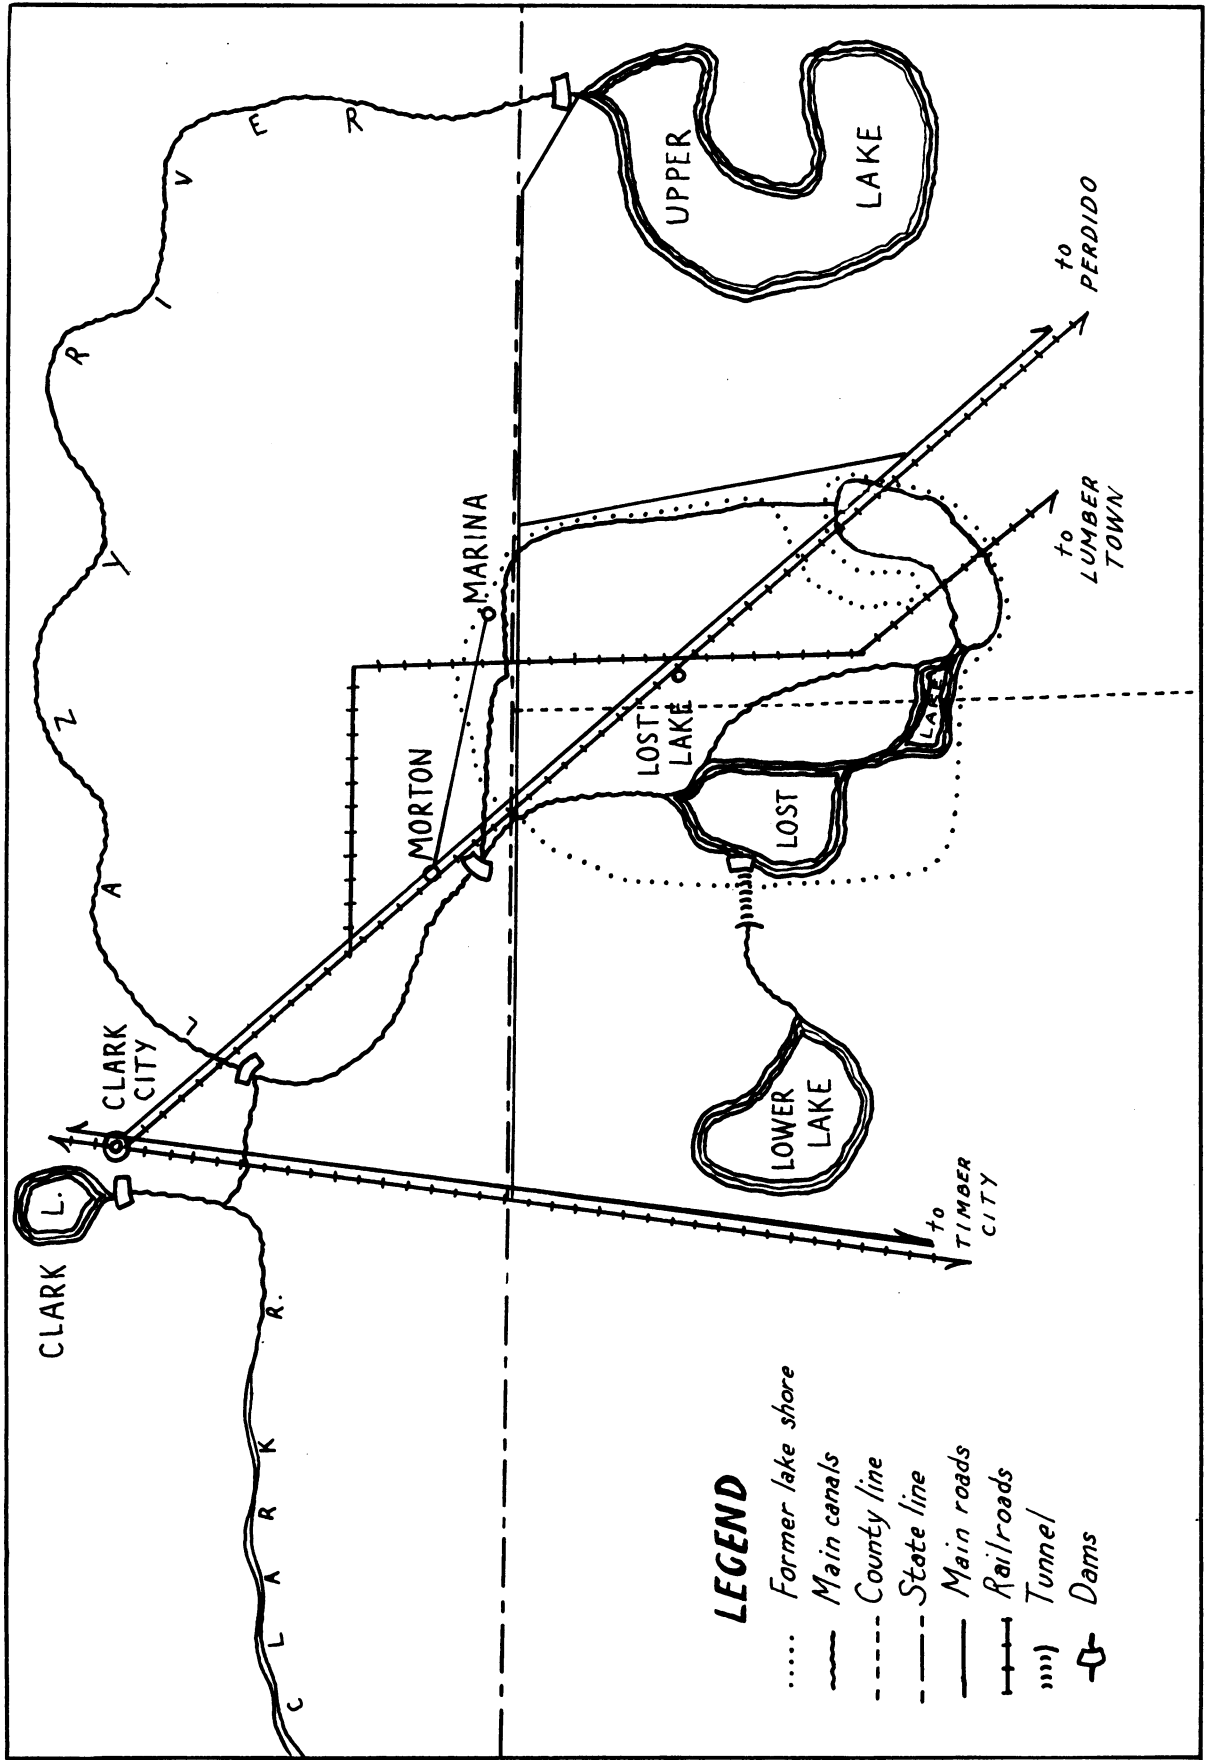 CLARK L.
LAZY RIVER
CLARK
CITY
CLARK R.
MORTON
MARINA
LOST
LAKE
UPPER
LAKE
LOST LAKE
LOWER
LAKE
to
PERDIDO
to
LUMBER
TOWN
to
TIMBER
CITY
LEGEND
Former lake shore
Main canals
County line
State line
Main roads
Railroads
Tunnel
Dams